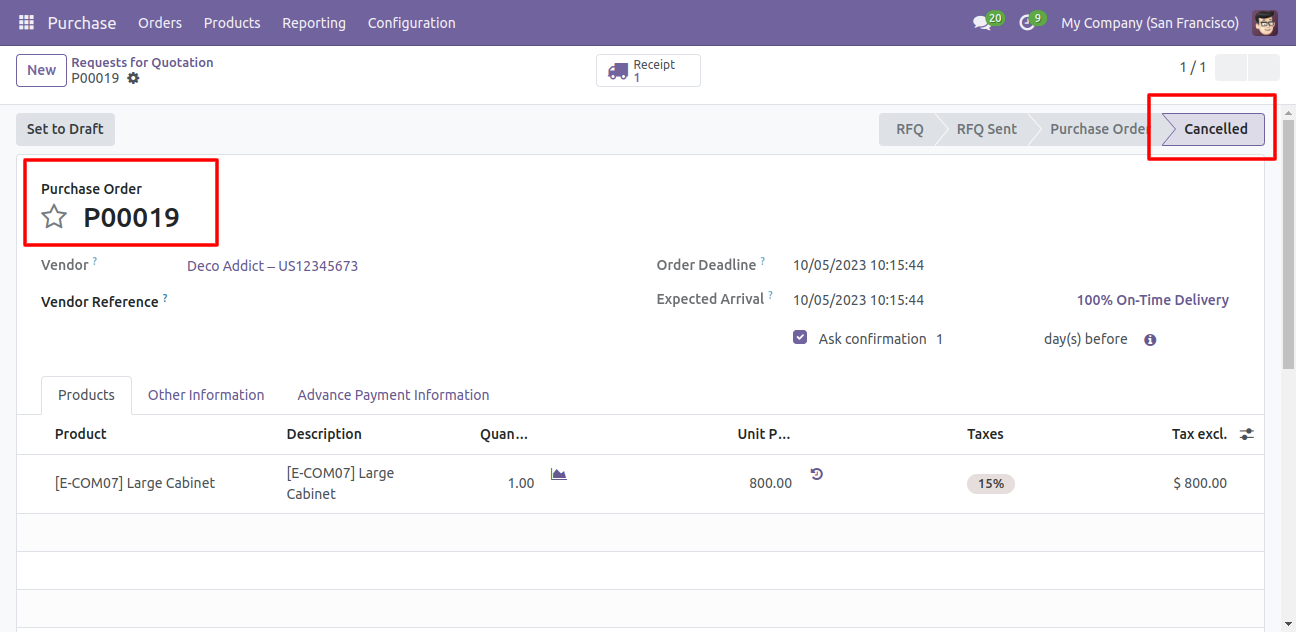 Purchase Orders Products Reporting Configuration 20 9 My Company (San Francisco)
New Requests for Quotation
P00019
Receipt
1
1 / 1
Set to Draft RFQ RFQ Sent Purchase Order Cancelled
Purchase Order
P00019
Vendor ? Deco Addict – US12345673 Order Deadline ? 10/05/2023 10:15:44
Vendor Reference ? Expected Arrival ? 10/05/2023 10:15:44 100% On-Time Delivery
Ask confirmation 1 day(s) before
Products Other Information Advance Payment Information
Product Description Quan... Unit P... Taxes Tax excl.
[E-COM07] Large Cabinet [E-COM07] Large
Cabinet 1.00 800.00 15% $ 800.00